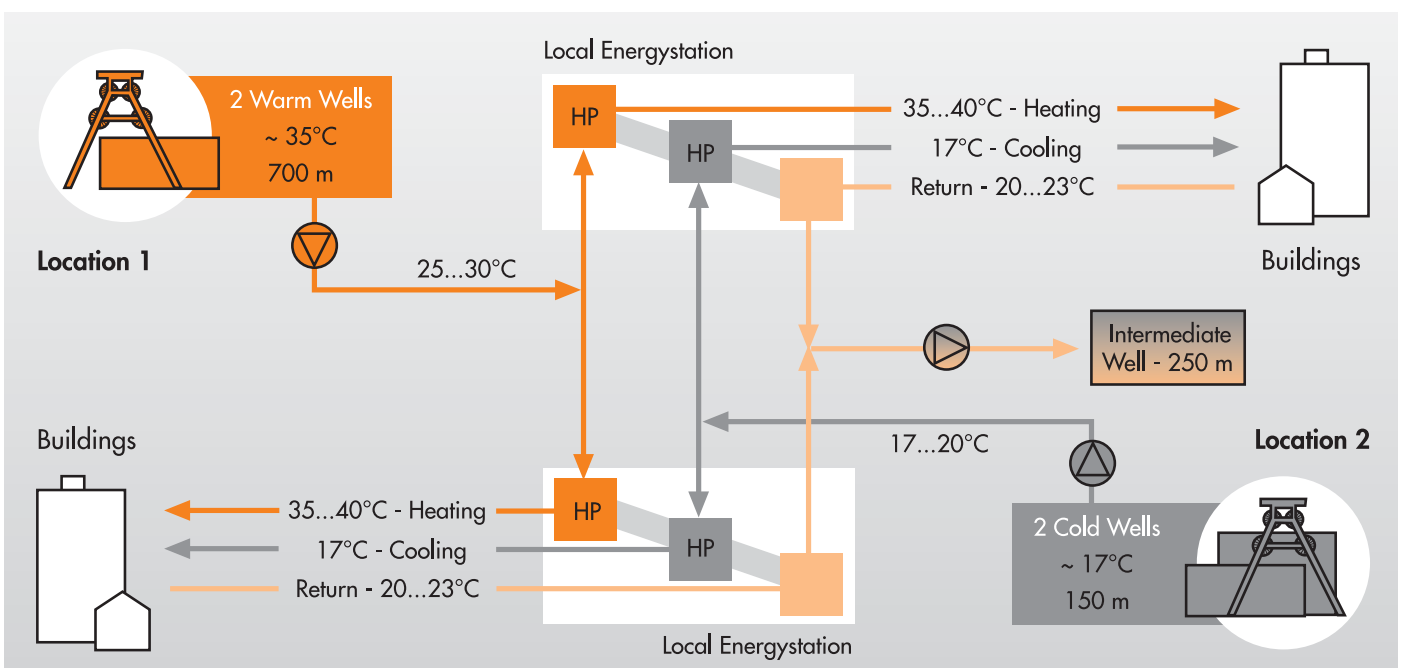 Local Energystation
2 Warm Wells
~ 35°C
700 m
Location 1
HP
HP
35...40°C - Heating
17°C - Cooling
Return - 20...23°C
Buildings
25...30°C
Intermediate
Well - 250 m
17...20°C
Location 2
2 Cold Wells
~ 17°C
150 m
Buildings
35...40°C - Heating
17°C - Cooling
Return - 20...23°C
HP
HP
Local Energystation